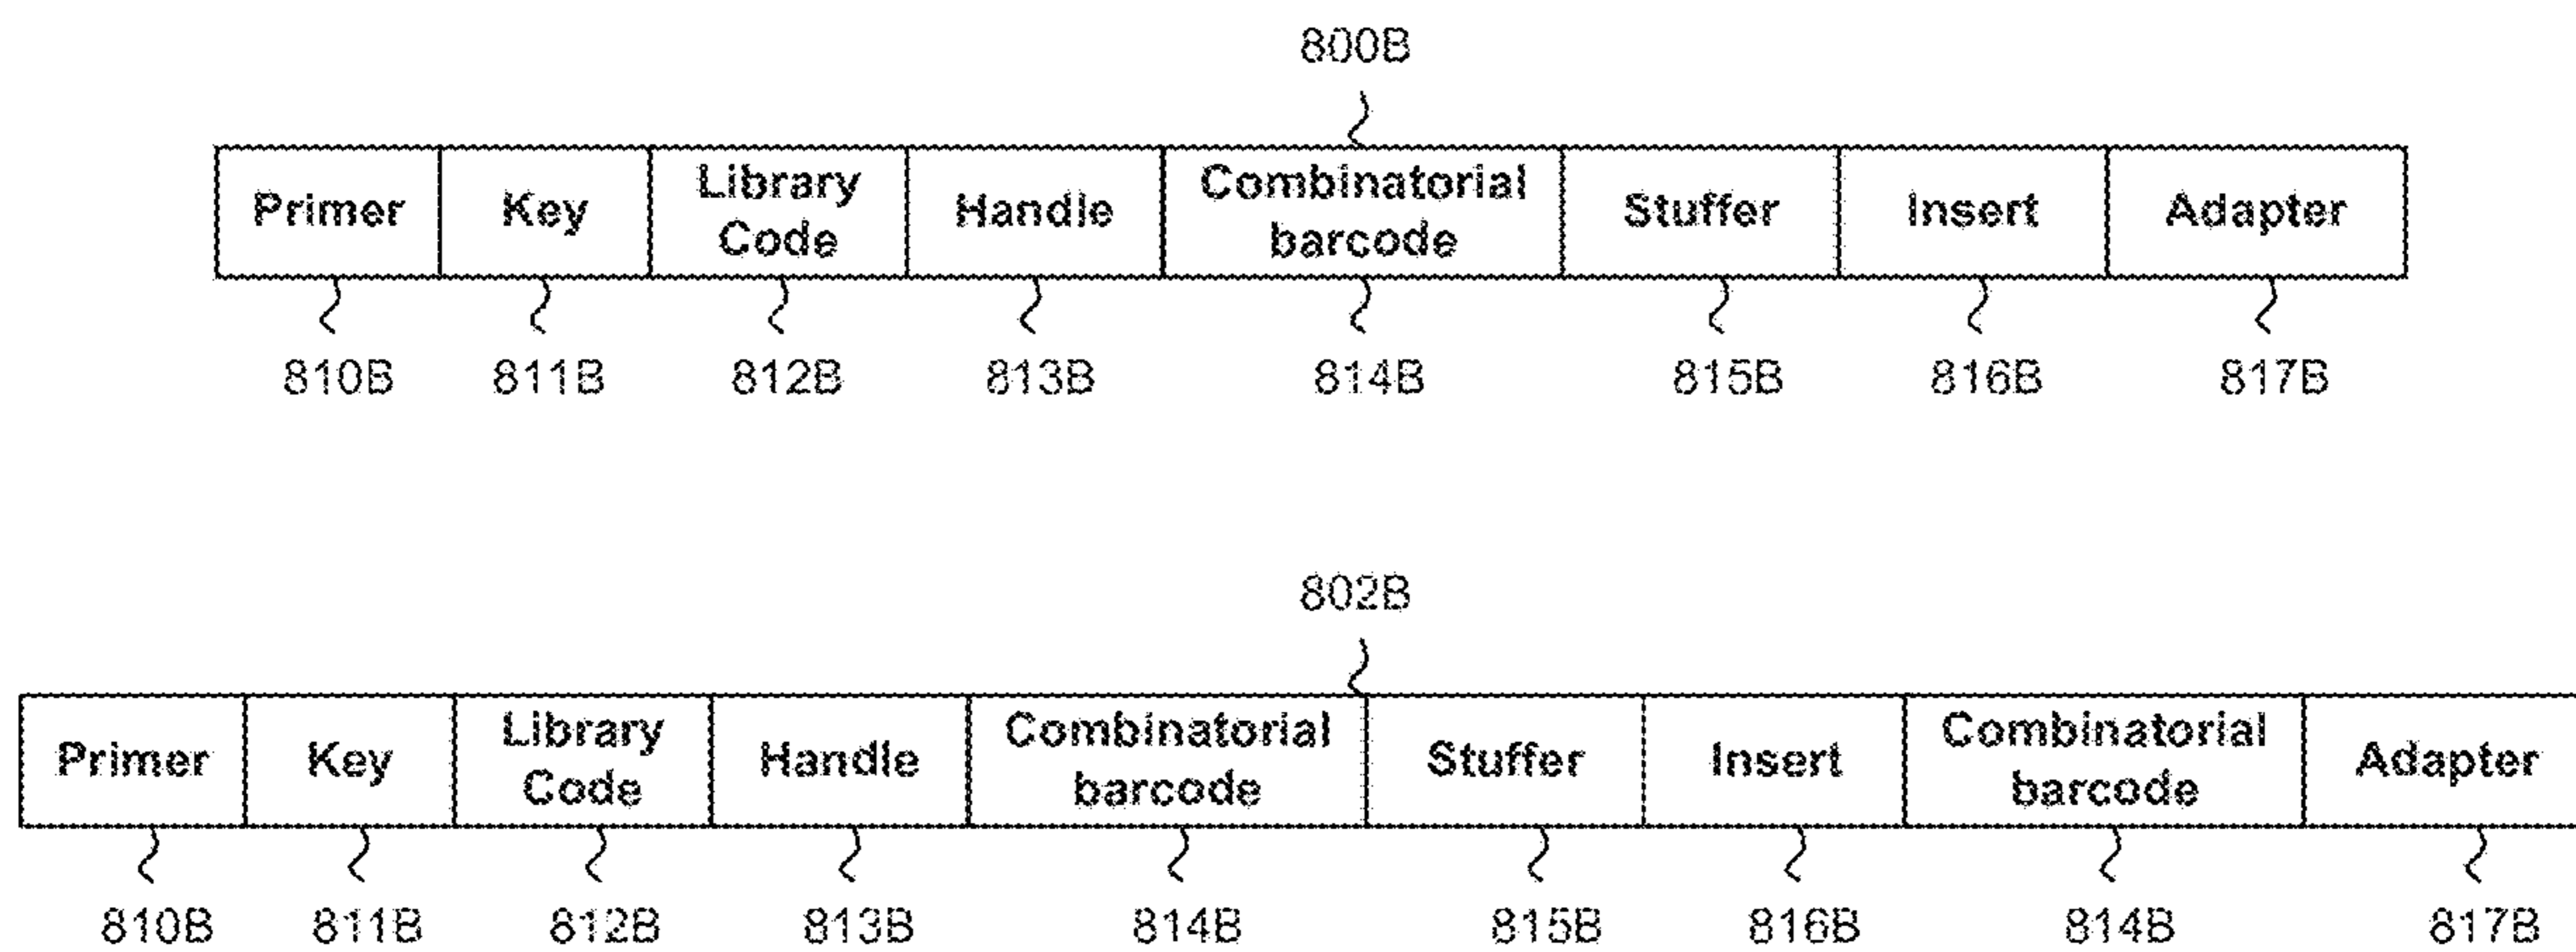 800B
Primer Key Library Code Handle Combinatorial barcode Stuffer Insert Adapter
810B 811B 812B 813B 814B 815B 816B 817B
802B
Primer Key Library Code Handle Combinatorial barcode Stuffer Insert Combinatorial barcode Adapter
810B 811B 812B 813B 814B 815B 816B 814B 817B